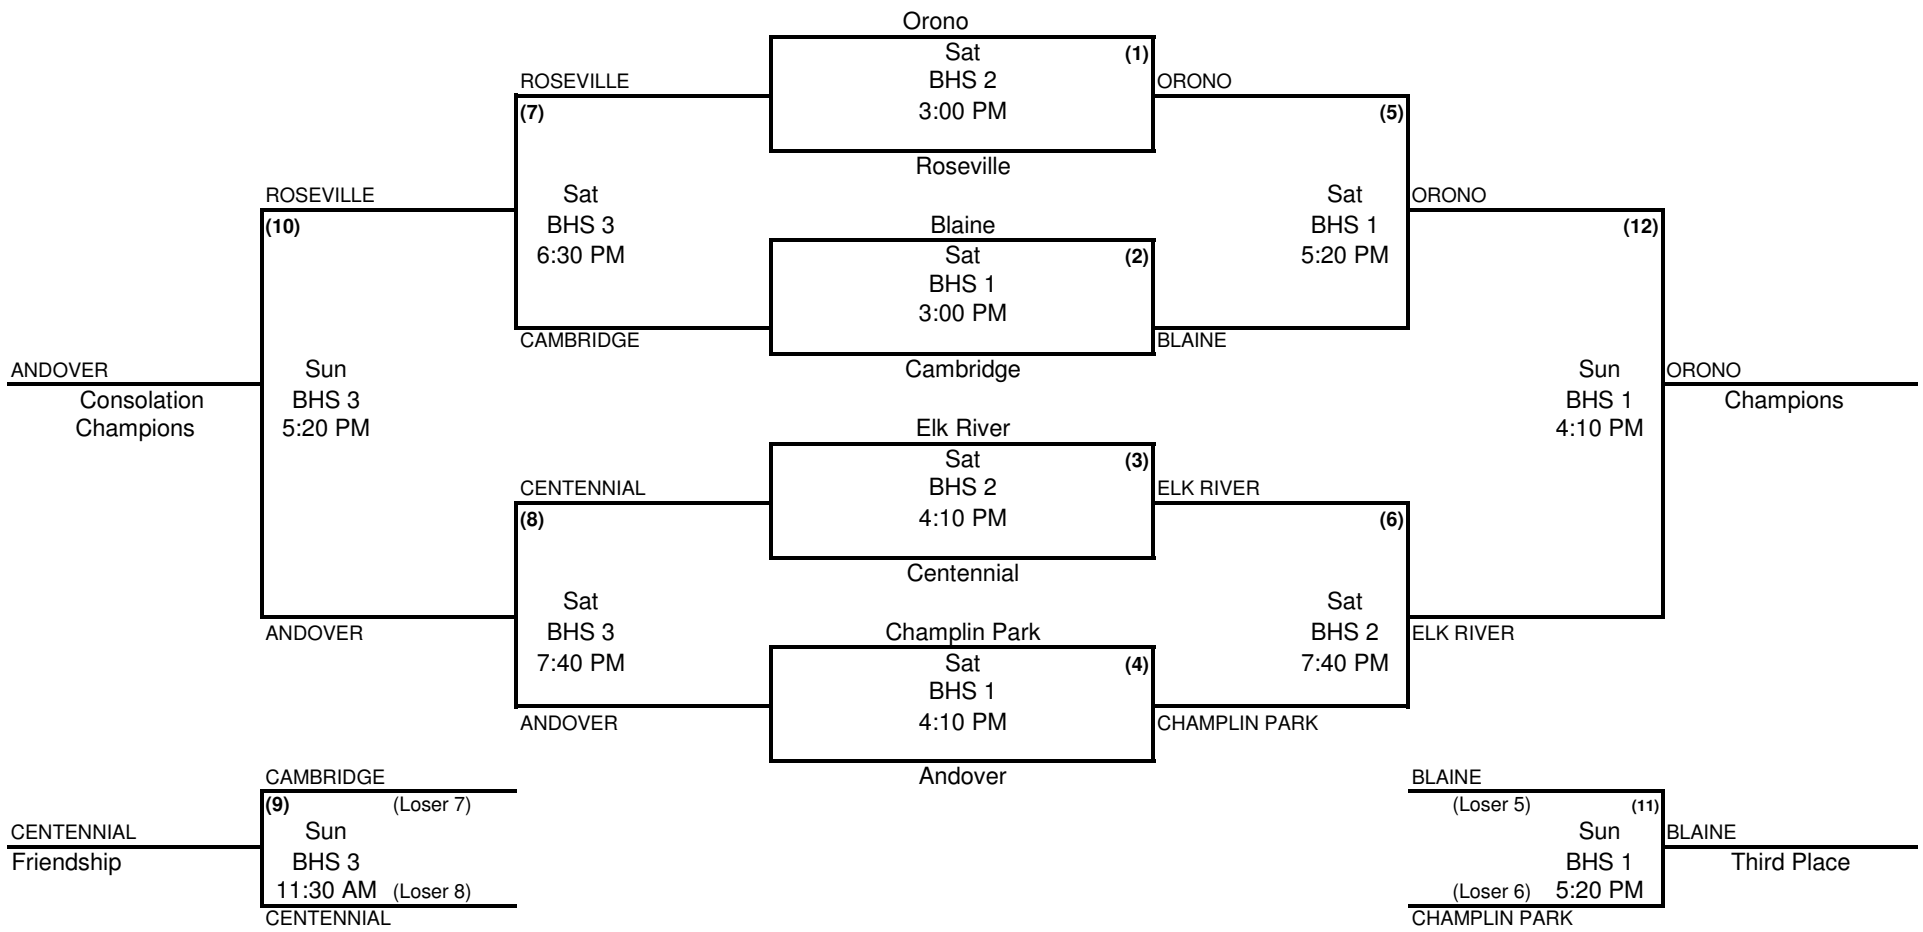 Orono
Sat (1)
ROSEVILLE BHS 2 ORONO
(7) 3:00 PM (5)
Roseville
ROSEVILLE Sat Sat ORONO
(10) BHS 3 Blaine BHS 1 (12)
6:30 PM Sat (2) 5:20 PM
BHS 1
3:00 PM
CAMBRIDGE BLAINE
ANDOVER Sun Cambridge Sun ORONO
Consolation BHS 3 BHS 1 Champions
Champions 5:20 PM Elk River 4:10 PM
Sat (3)
CENTENNIAL BHS 2 ELK RIVER
(8) 4:10 PM (6)
Centennial
Sat Sat
ANDOVER BHS 3 Champlin Park BHS 2 ELK RIVER
7:40 PM Sat (4) 7:40 PM
BHS 1
ANDOVER 4:10 PM CHAMPLIN PARK
CAMBRIDGE Andover BLAINE
(9) (Loser 7) (Loser 5) (11)
CENTENNIAL Sun Sun BLAINE
Friendship BHS 3 BHS 1 Third Place
11:30 AM (Loser 8) (Loser 6) 5:20 PM
CENTENNIAL CHAMPLIN PARK